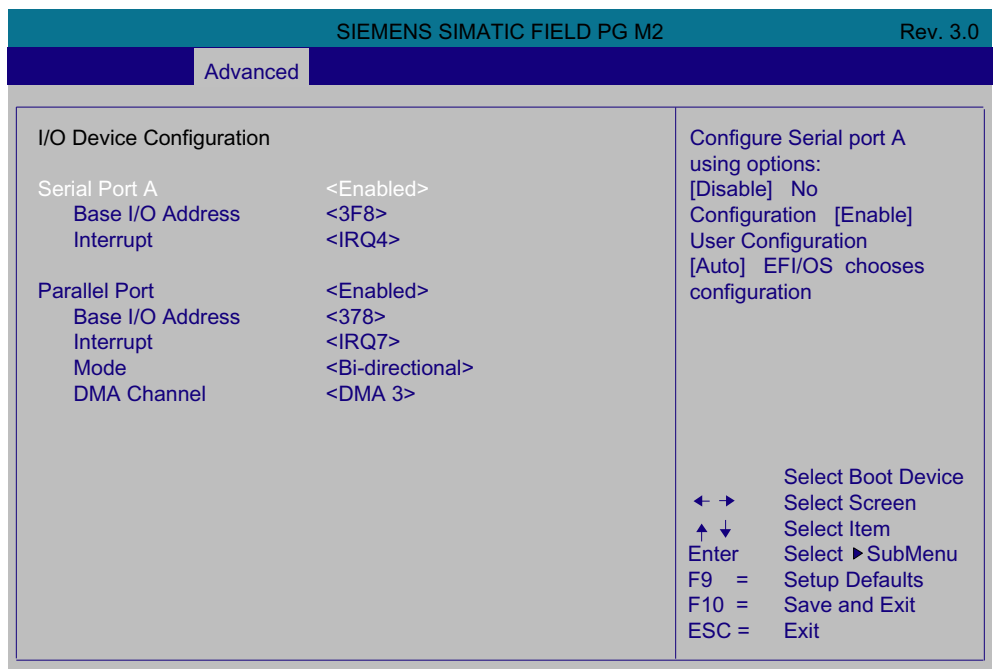 SIEMENS SIMATIC FIELD PG M2 Rev. 3.0
Advanced
I/O Device Configuration
Serial Port A <Enabled>
Base I/O Address <3F8>
Interrupt <IRQ4>
Parallel Port <Enabled>
Base I/O Address <378>
Interrupt <IRQ7>
Mode <Bi-directional>
DMA Channel <DMA 3>
Configure Serial port A
using options:
[Disable] No
Configuration [Enable]
User Configuration
[Auto] EFI/OS chooses
configuration
Select Boot Device
← → Select Screen
↑ ↓ Select Item
Enter Select ▶ SubMenu
F9 = Setup Defaults
F10 = Save and Exit
ESC = Exit